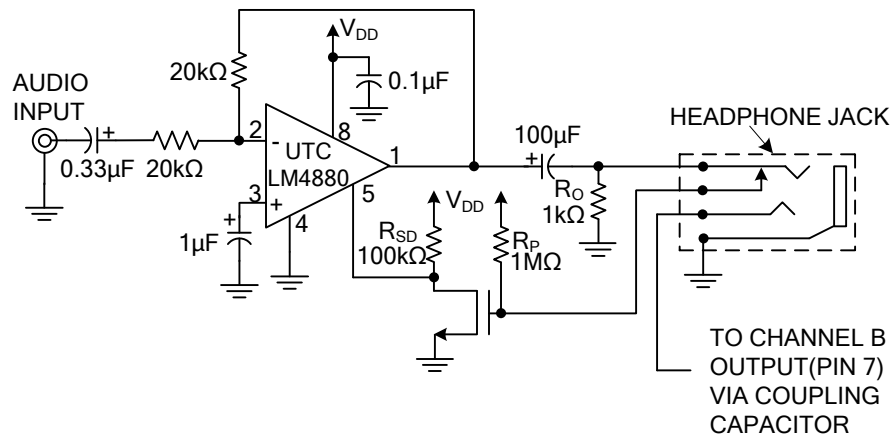 V_DD
20kΩ
0.1µF
AUDIO
INPUT
0.33µF
20kΩ
2
-
8
UTC
LM4880
1
3
+
5
4
1µF
+
+
+
100µF
R_O
1kΩ
HEADPHONE JACK
V_DD
R_SD
100kΩ
R_P
1MΩ
TO CHANNEL B
OUTPUT(PIN 7)
VIA COUPLING
CAPACITOR